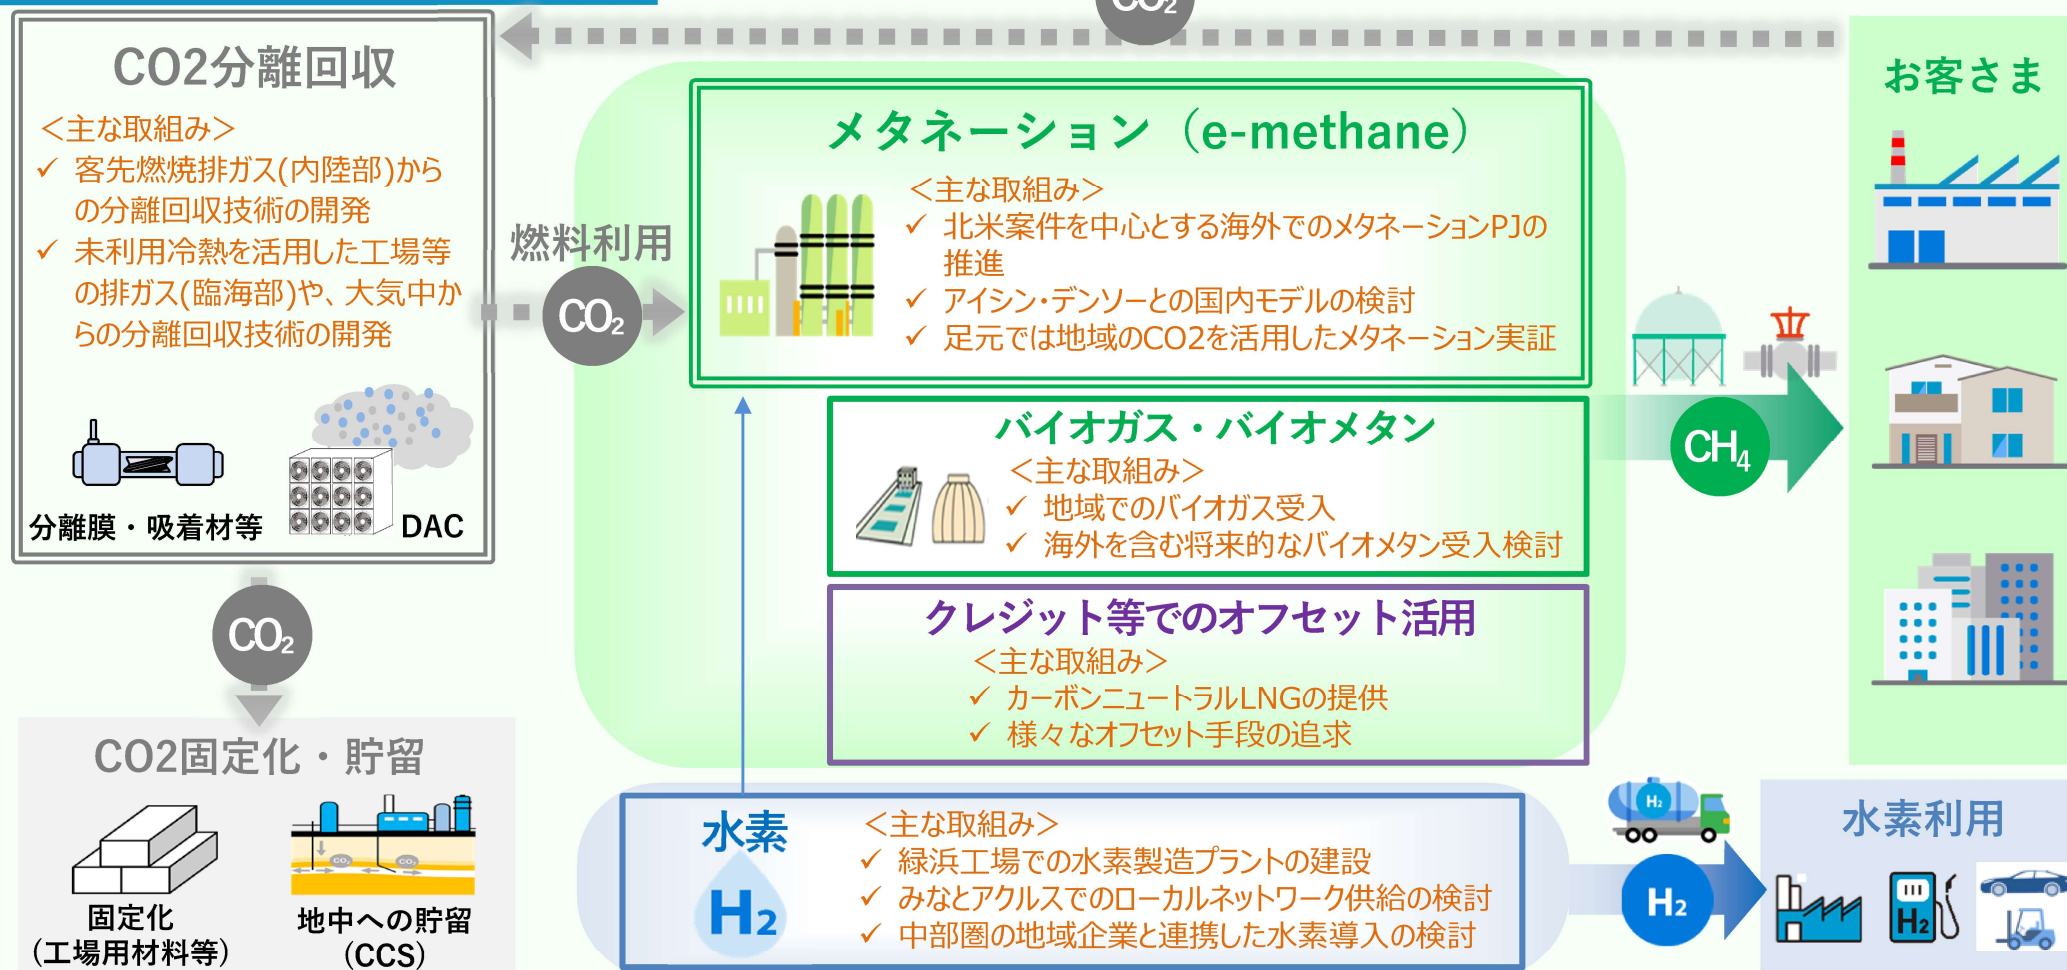 CO₂
CO2分離回収
＜主な取組み＞
✓ 客先燃焼排ガス(内陸部)から
の分離回収技術の開発
✓ 未利用冷熱を活用した工場等
の排ガス(臨海部)や、大気中か
らの分離回収技術の開発
分離膜・吸着材等
DAC
燃料利用
CO₂
メタネーション（e-methane）
＜主な取組み＞
✓ 北米案件を中心とする海外でのメタネーションPJの
推進
✓ アイシン・デンソーとの国内モデルの検討
✓ 足元では地域のCO2を活用したメタネーション実証
バイオガス・バイオメタン
＜主な取組み＞
✓ 地域でのバイオガス受入
✓ 海外を含む将来的なバイオメタン受入検討
クレジット等でのオフセット活用
＜主な取組み＞
✓ カーボンニュートラルLNGの提供
✓ 様々なオフセット手段の追求
CH₄
お客さま
CO₂
CO2固定化・貯留
固定化
(工場用材料等)
CO₂
CO₂
地中への貯留
(CCS)
水素
H₂
＜主な取組み＞
✓ 緑浜工場での水素製造プラントの建設
✓ みなとアクルスでのローカルネットワーク供給の検討
✓ 中部圏の地域企業と連携した水素導入の検討
H₂
H₂
水素利用
H₂